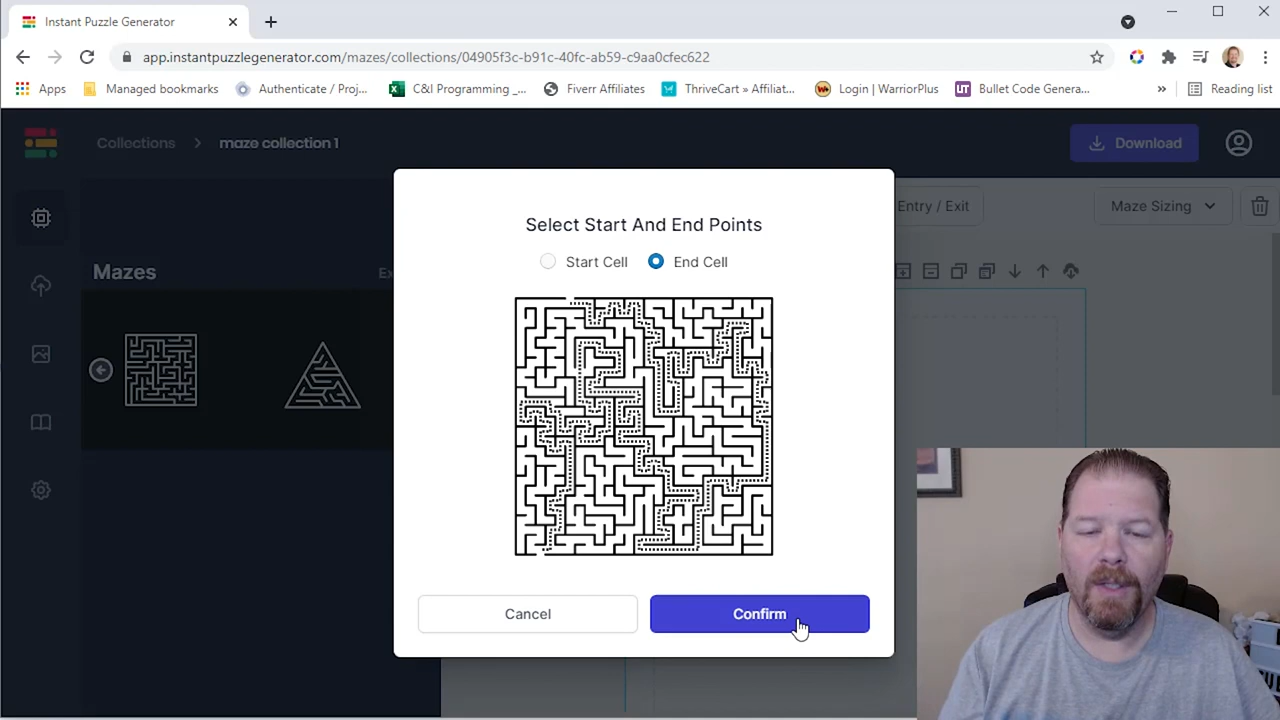 Instant Puzzle Generator
app.instantpuzzlegenerator.com/mazes/collections/04905f3c-b91c-40fc-ab59-c9aa0cfec622
Apps Managed bookmarks Authenticate / Proj... C&I Programming _... Fiverr Affiliates ThriveCart » Affiliat... Login | WarriorPlus UT Bullet Code Genera... » Reading list
Collections > maze collection 1 Download
Entry / Exit Maze Sizing
Select Start And End Points
Start Cell End Cell
Mazes Ex
Cancel Confirm